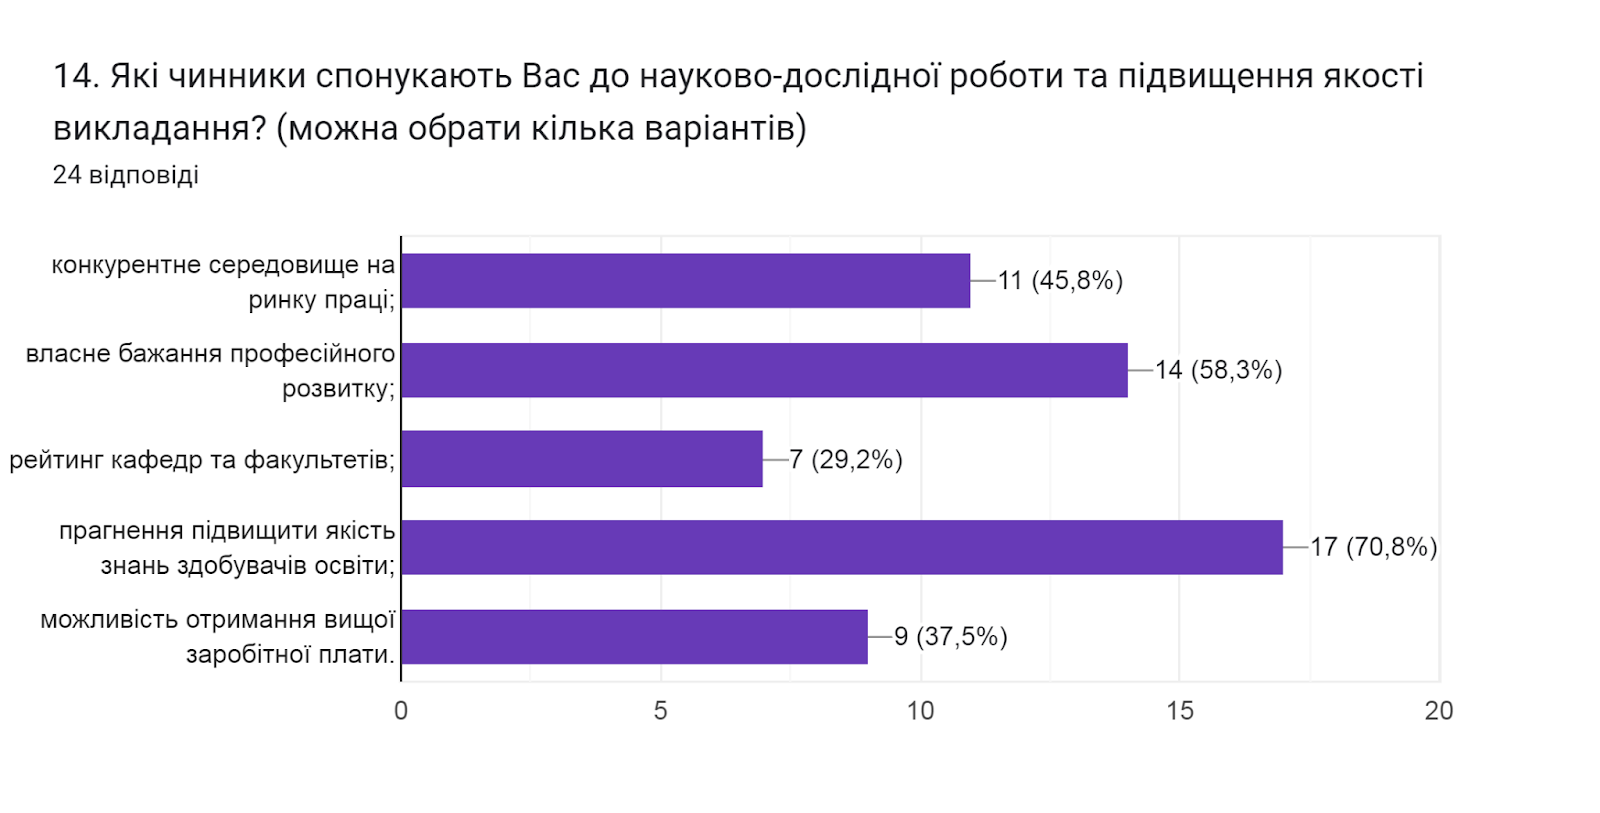 14. Які чинники спонукають Вас до науково-дослідної роботи та підвищення якості
викладання? (можна обрати кілька варіантів)
24 відповіді
конкурентне середовище на
ринку праці;
11 (45,8%)
власне бажання професійного
розвитку;
14 (58,3%)
рейтинг кафедр та факультетів;
7 (29,2%)
прагнення підвищити якість
знань здобувачів освіти;
17 (70,8%)
можливість отримання вищої
заробітної плати.
9 (37,5%)
0 5 10 15 20